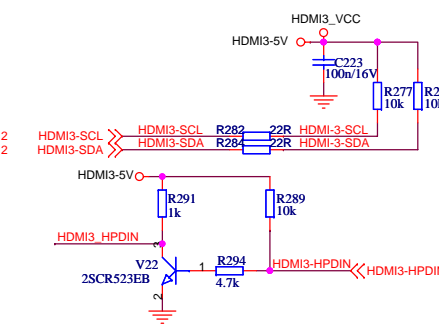 HDMI3_VCC
HDMI3-5V
C223
100n/16V
R277
10k
2 HDMI3-SCL HDMI3-SCL R282 22R HDMI-3-SCL
2 HDMI3-SDA HDMI3-SDA R284 22R HDMI-3-SDA
HDMI3-5V
R291
1k
R289
10k
HDMI3_HPDIN
3
V22
2SCR523EB
1
R294
4.7k
HDMI3-HPDIN
2